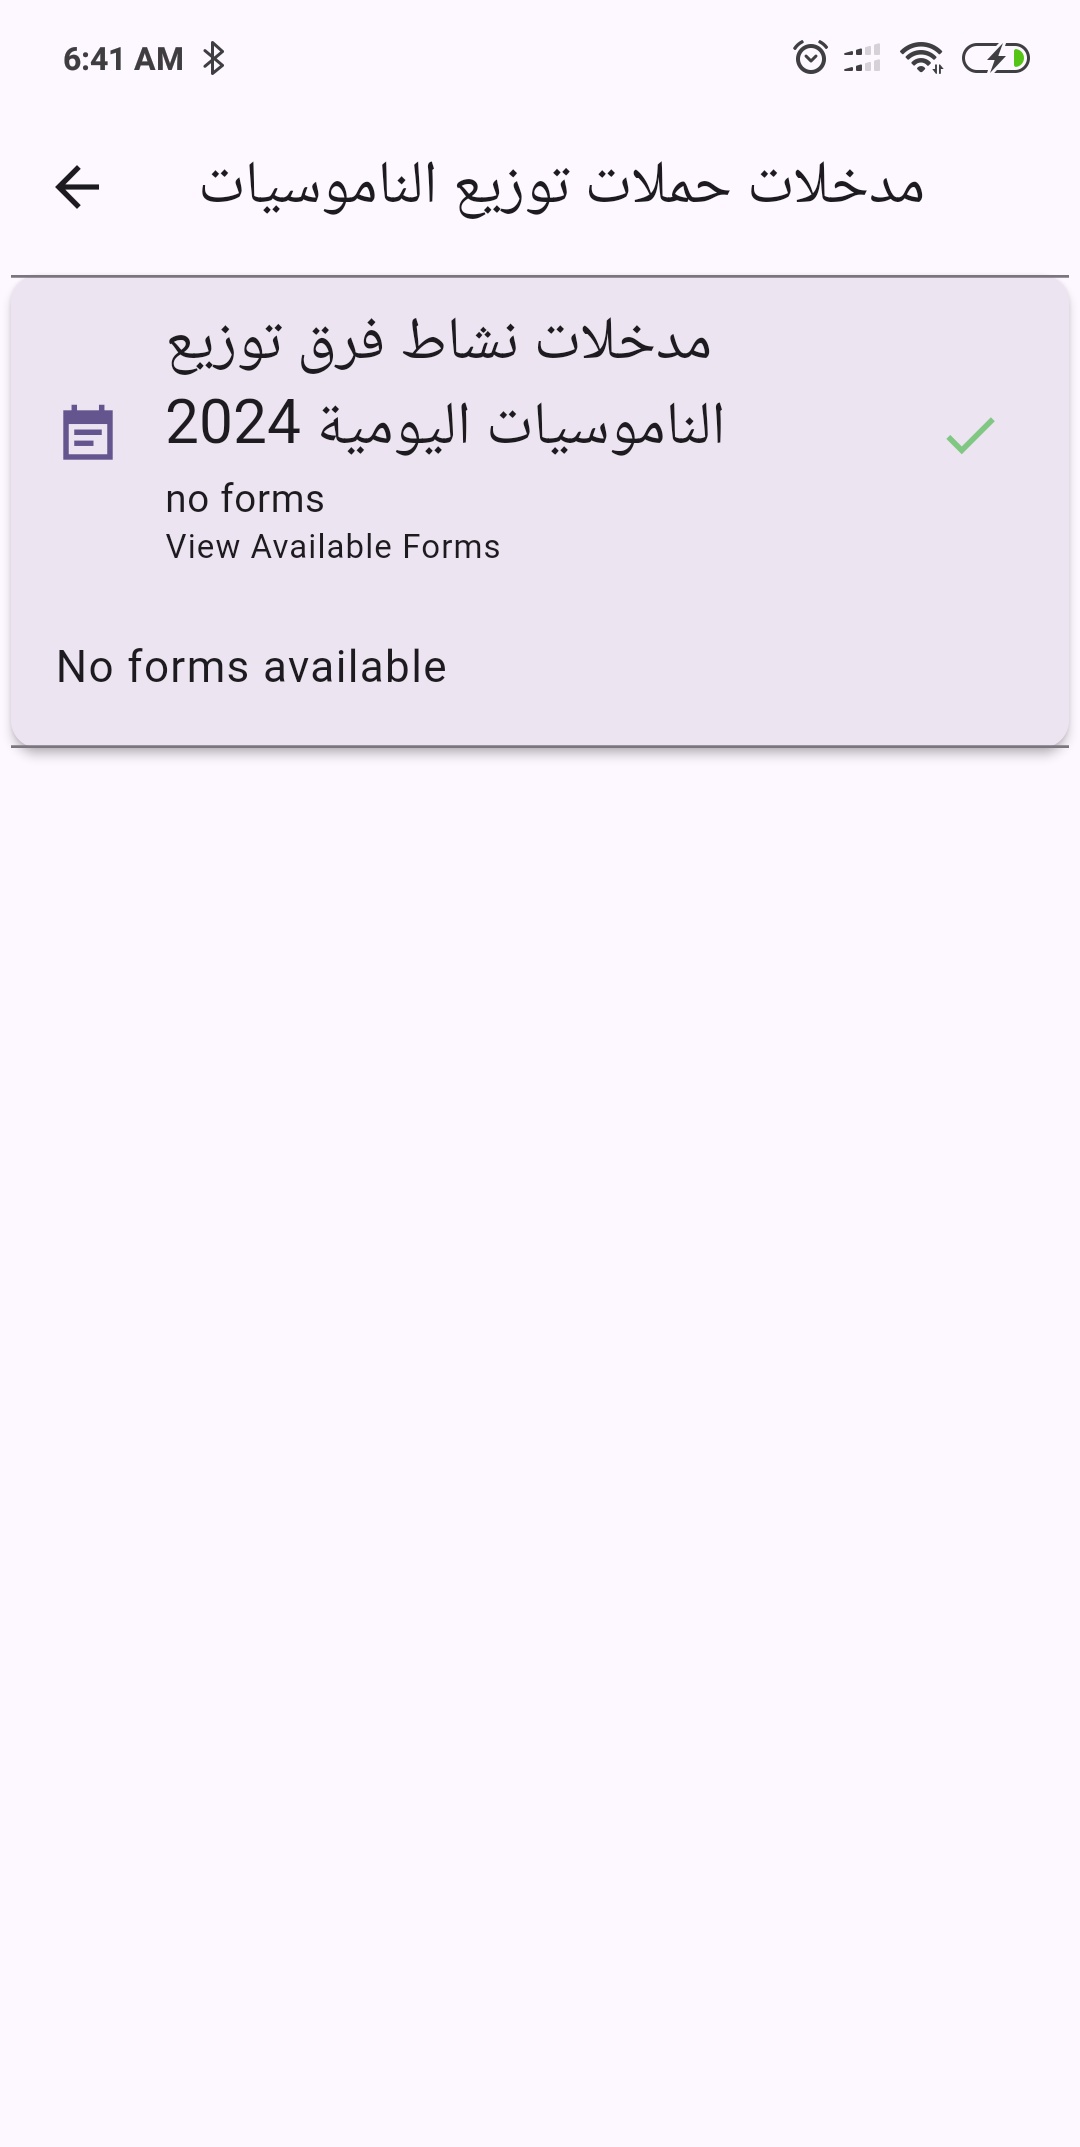 6:41 AM
مدخلات حملات توزيع الناموسيات
مدخلات نشاط فرق توزيع
الناموسيات اليومية 2024
no forms
View Available Forms
No forms available